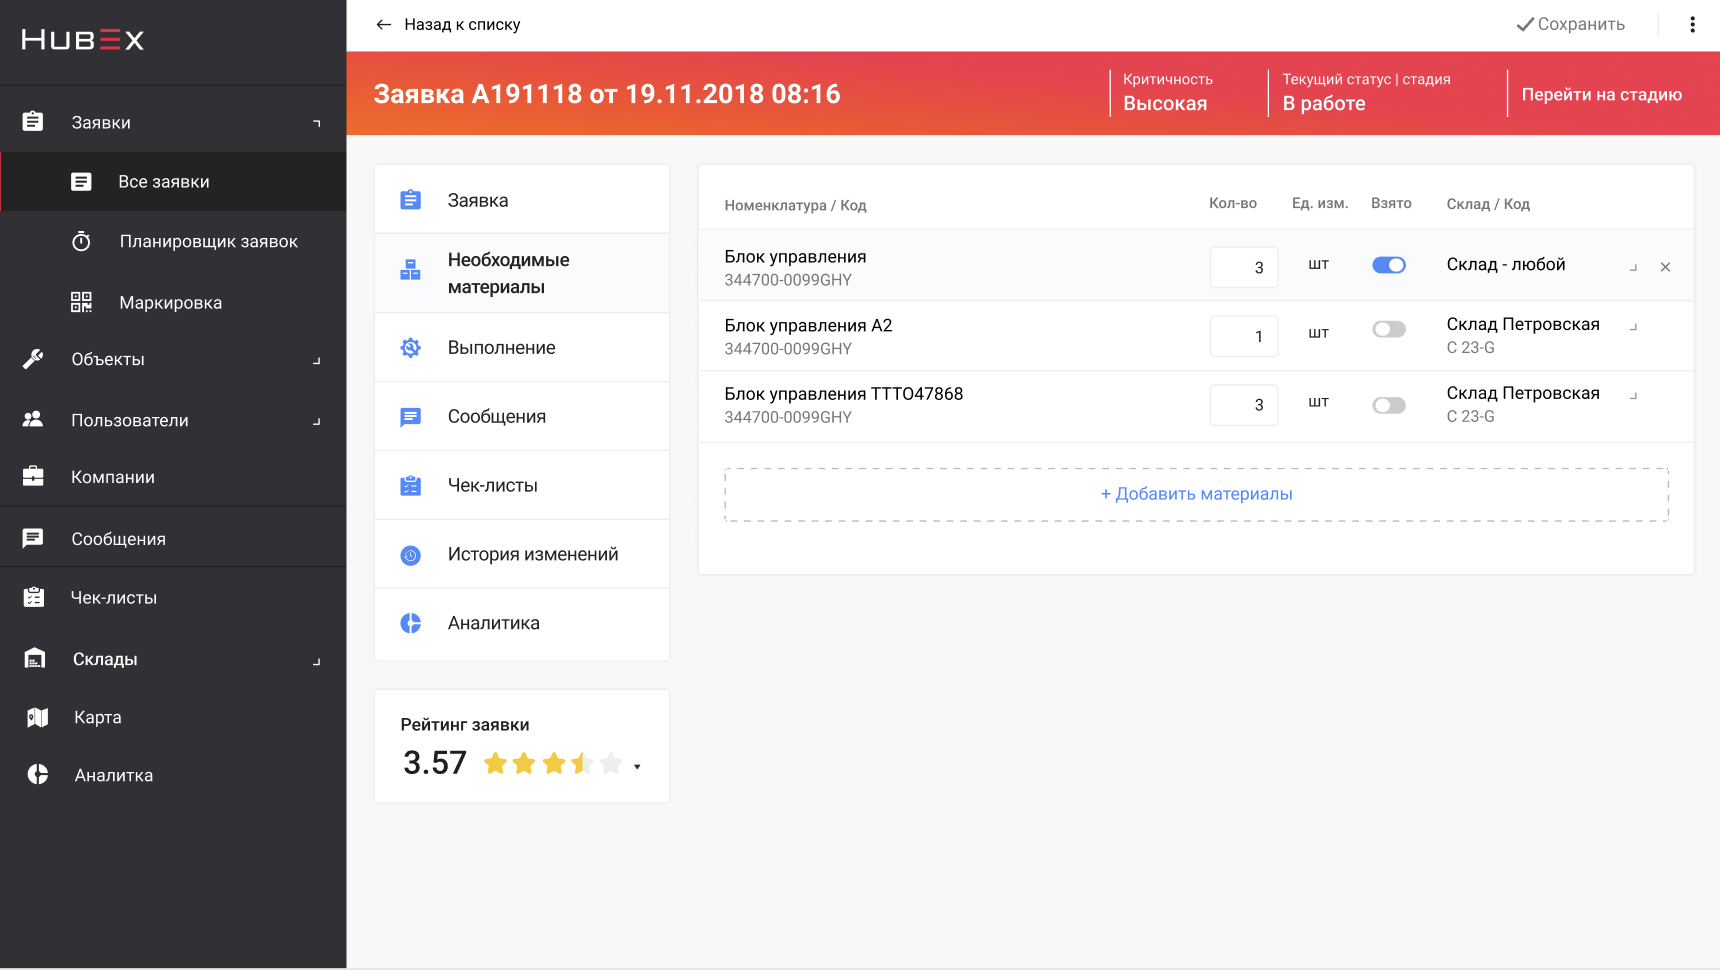 HUBEX
Заявки
Все заявки
Планировщик заявок
Маркировка
Объекты
Пользователи
Компании
Сообщения
Чек-листы
Склады
Карта
Аналитка
Назад к списку
Сохранить
Заявка А191118 от 19.11.2018 08:16
Критичность
Высокая
Текущий статус | стадия
В работе
Перейти на стадию
Заявка
Необходимые
материалы
Выполнение
Сообщения
Чек-листы
История изменений
Аналитика
Рейтинг заявки
3.57
Номенклатура / Код Кол-во Ед. изм. Взято Склад / Код
Блок управления 3 шт Склад - любой
344700-0099GHY
Блок управления А2 1 шт Склад Петровская
344700-0099GHY С 23-G
Блок управления ТТТО47868 3 шт Склад Петровская
344700-0099GHY С 23-G
+ Добавить материалы